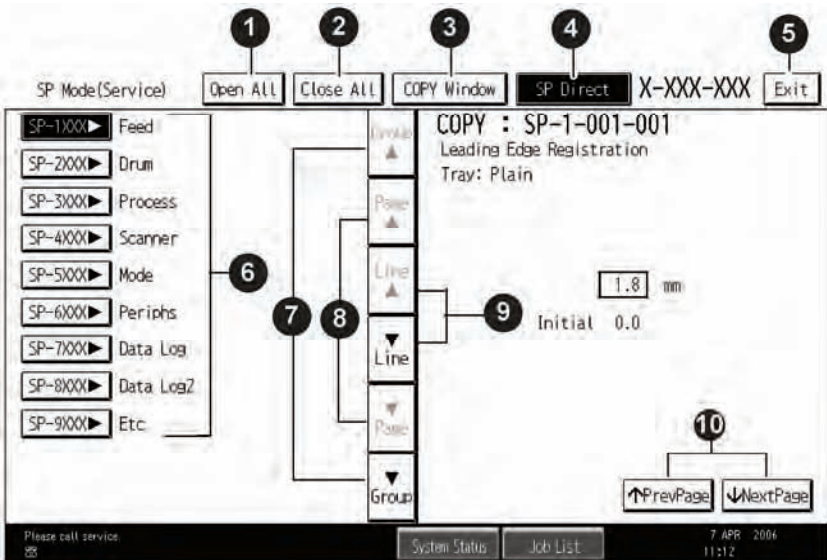 1 2 3 4 5
SP Mode(Service) Open All Close All COPY Window SP Direct X-XXX-XXX Exit
SP-1XXX▶ Feed
SP-2XXX▶ Drum
SP-3XXX▶ Process
SP-4XXX▶ Scanner
SP-5XXX▶ Mode
SP-6XXX▶ Periphs
SP-7XXX▶ Data Log
SP-8XXX▶ Data Log2
SP-9XXX▶ Etc
6
7
8
Group
▲
Page
▲
Line
▲
▼
Line
▼
Page
▼
Group
9
COPY : SP-1-001-001
Leading Edge Registration
Tray: Plain
1.8 mm
Initial 0.0
10
↑PrevPage ↓NextPage
Please call service.
System Status Job List
7 APR 2006
11:12